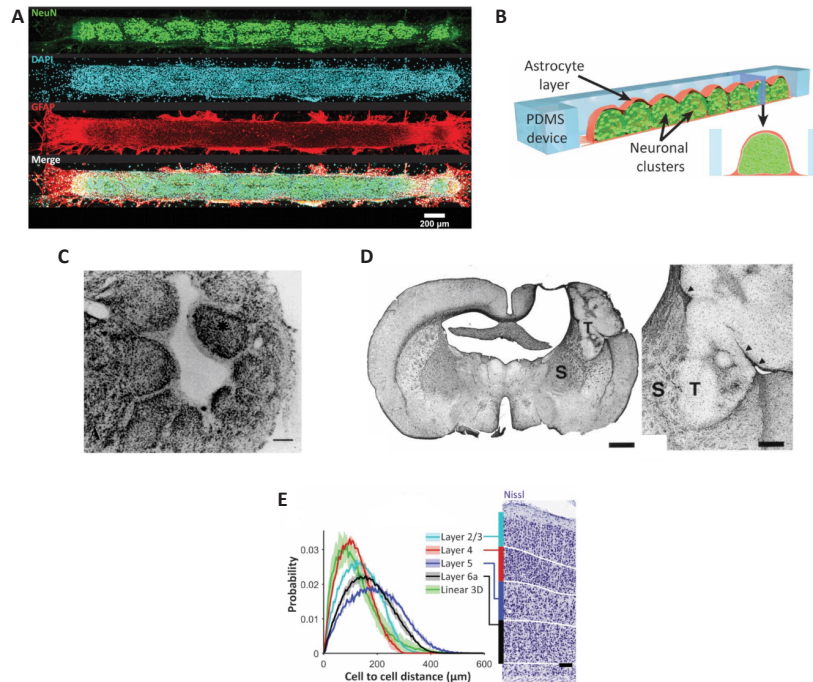 A
NeuN
DAPI
GFAP
Merge
200 µm
B
Astrocyte
layer
PDMS
device
Neuronal
clusters
C
D
T
S
S
T
E
Nissl
Layer 2/3
Layer 4
Layer 5
Layer 6a
Linear 3D
Probability
0.03
0.02
0.01
0
0
200
400
600
Cell to cell distance (µm)